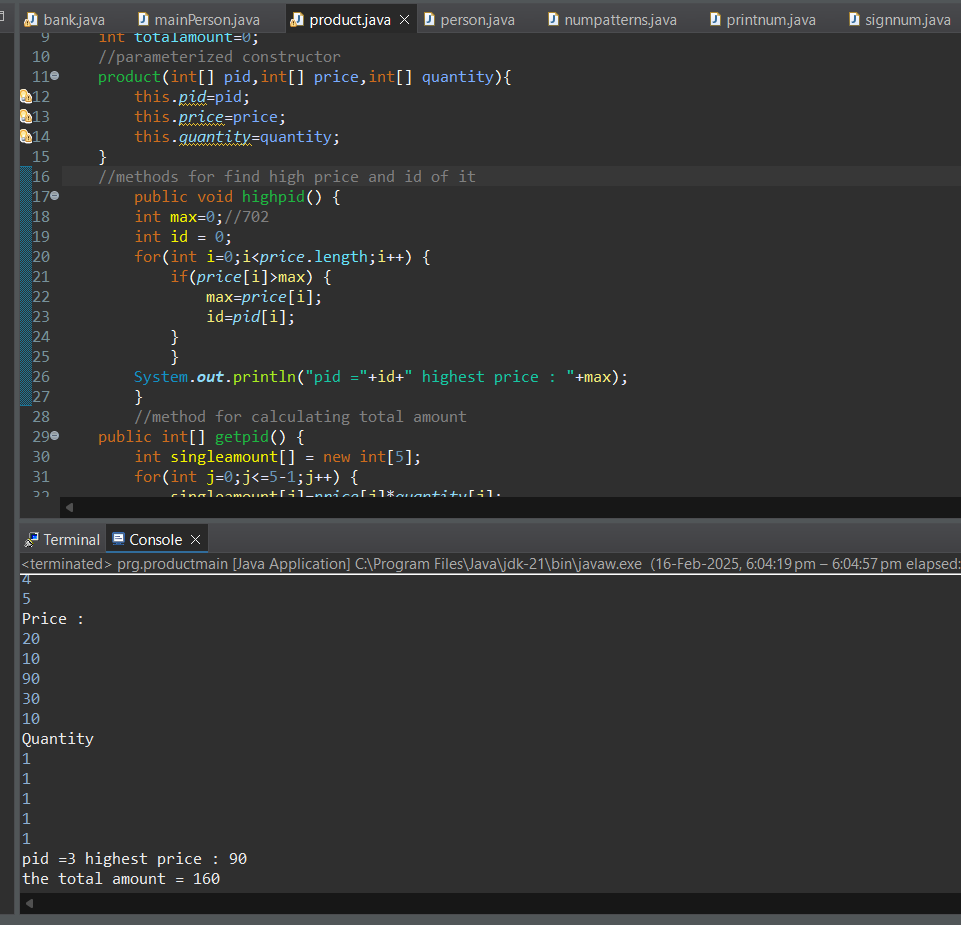 bank.java mainPerson.java product.java person.java numpatterns.java printnum.java signnum.java
9 int totalamount=0;
10 //parameterized constructor
11 product(int[] pid,int[] price,int[] quantity){
12 this.pid=pid;
13 this.price=price;
14 this.quantity=quantity;
15 }
16 //methods for find high price and id of it
17 public void highpid() {
18 int max=0;//702
19 int id = 0;
20 for(int i=0;i<price.length;i++) {
21 if(price[i]>max) {
22 max=price[i];
23 id=pid[i];
24 }
25 }
26 System.out.println("pid ="+id+" highest price : "+max);
27 }
28 //method for calculating total amount
29 public int[] getpid() {
30 int singleamount[] = new int[5];
31 for(int j=0;j<=5-1;j++) {
32 singleamount[j]=price[j]*quantity[j];
Terminal Console
<terminated> prg.productmain [Java Application] C:\Program Files\Java\jdk-21\bin\javaw.exe (16-Feb-2025, 6:04:19 pm – 6:04:57 pm elapsed:
4
5
Price :
20
10
90
30
10
Quantity
1
1
1
1
1
pid =3 highest price : 90
the total amount = 160